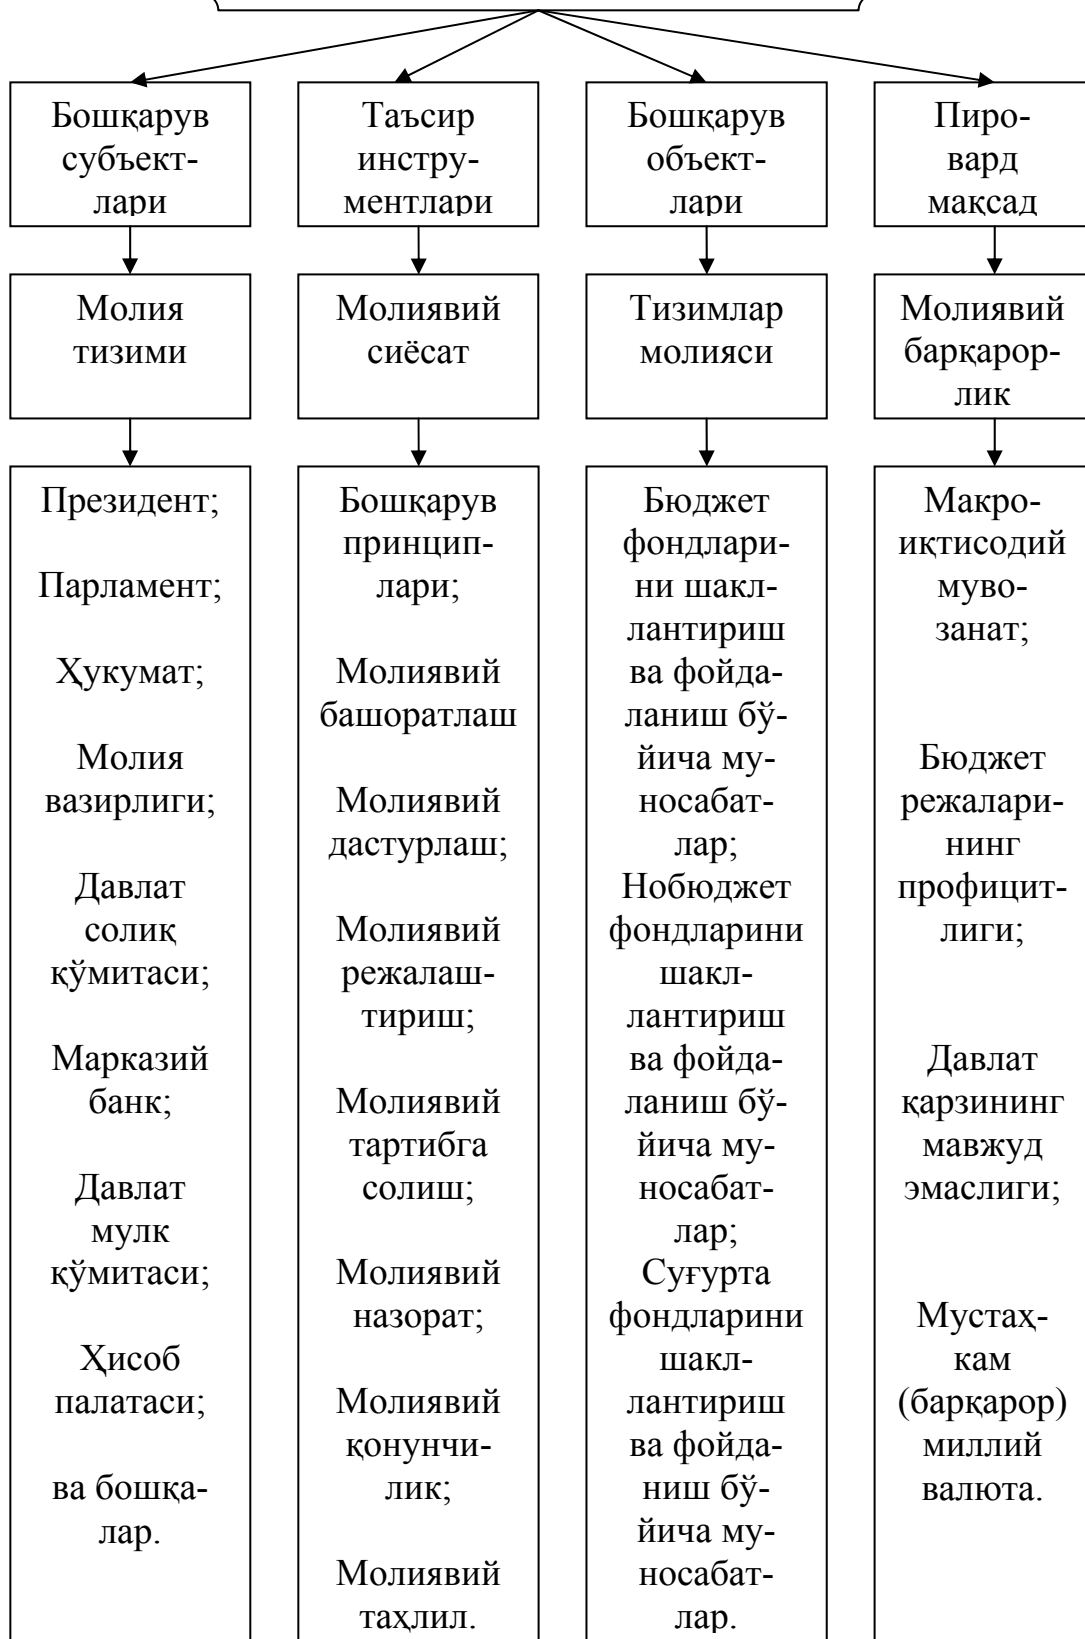 Бошқарув
субъект-
лари
Таъсир
инстру-
ментлари
Бошқарув
объект-
лари
Пиро-
вард
мақсад
Молия
тизими
Молиявий
сиёсат
Тизимлар
молияси
Молиявий
барқарор-
лик
Президент;
Парламент;
Ҳукумат;
Молия
вазирлиги;
Давлат
солиқ
қўмитаси;
Марказий
банк;
Давлат
мулк
қўмитаси;
Ҳисоб
палатаси;
ва бошқа-
лар.
Бошқарув
принцип-
лари;
Молиявий
башоратлаш
Молиявий
дастурлаш;
Молиявий
режалаш-
тириш;
Молиявий
тартибга
солиш;
Молиявий
назорат;
Молиявий
қонунчи-
лик;
Молиявий
таҳлил.
Бюджет
фондлари-
ни шакл-
лантириш
ва фойда-
ланиш бў-
йича му-
носабат-
лар;
Нобюджет
фондларини
шакл-
лантириш
ва фойда-
ланиш бў-
йича му-
носабат-
лар;
Суғурта
фондларини
шакл-
лантириш
ва фойда-
ниш бў-
йича му-
носабат-
лар.
Макро-
иқтисодий
муво-
занат;
Бюджет
режалари-
нинг
профицит-
лиги;
Давлат
қарзининг
мавжуд
эмаслиги;
Мустаҳ-
кам
(барқарор)
миллий
валюта.